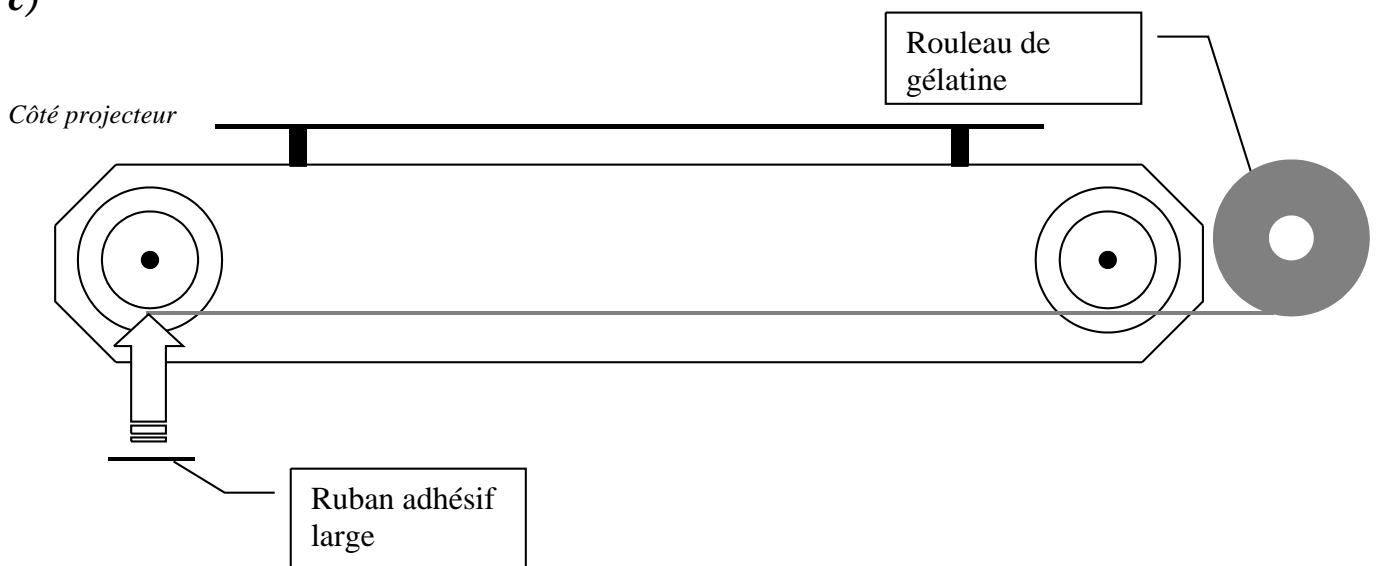 c)
Rouleau de
gélatine
Côté projecteur
Ruban adhésif
large